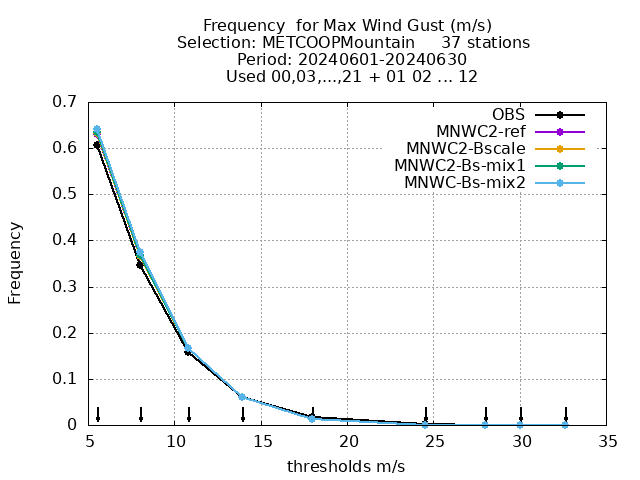 Frequency  for Max Wind Gust (m/s)
Selection: METCOOPMountain     37 stations
Period: 20240601-20240630
Used 00,03,...,21 + 01 02 ... 12
OBS
MNWC2-ref
MNWC2-Bscale
MNWC2-Bs-mix1
MNWC-Bs-mix2
Frequency
0.7
0.6
0.5
0.4
0.3
0.2
0.1
0
5 10 15 20 25 30 35
thresholds m/s